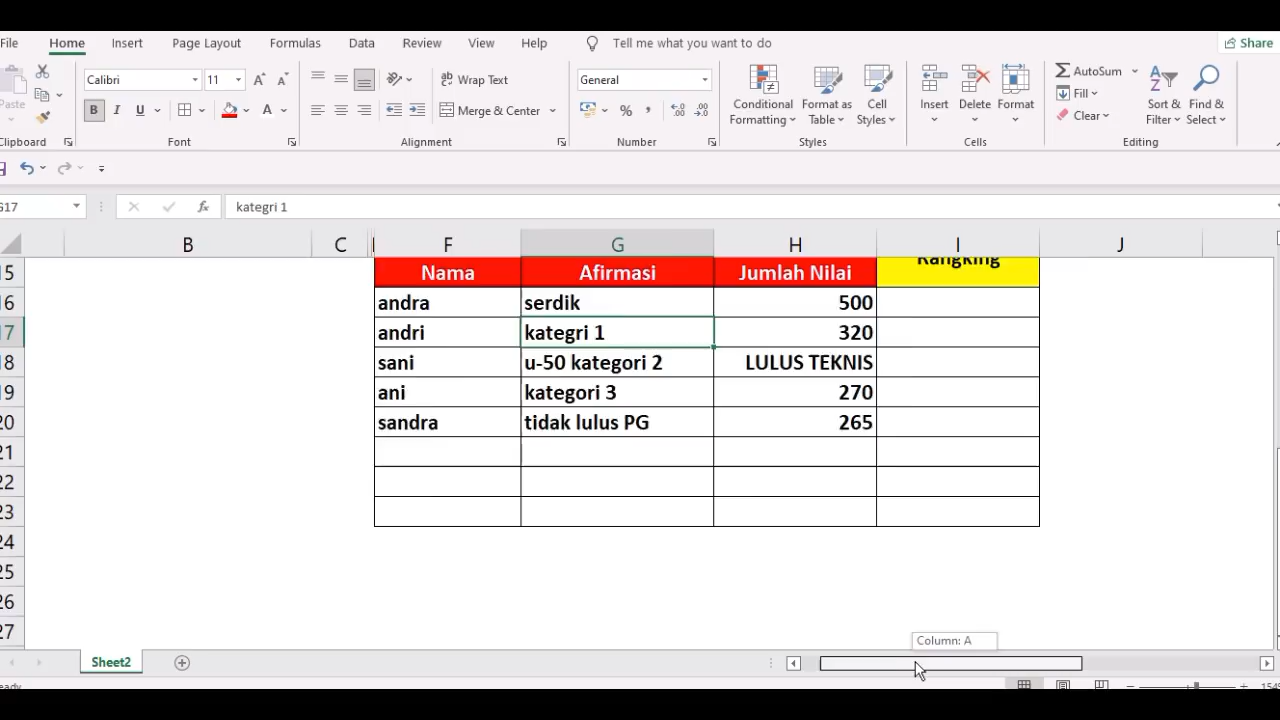 File Home Insert Page Layout Formulas Data Review View Help Tell me what you want to do Share
Calibri 11 Wrap Text General AutoSum
Paste B I U Merge & Center % Conditional Formatting Format as Table Cell Styles Insert Delete Format Fill Clear Sort & Filter Find & Select
Clipboard Font Alignment Number Styles Cells Editing
G17 fx kategri 1
B C F G H I J
15 Nama Afirmasi Jumlah Nilai Rangking
16 andra serdik 500
17 andri kategri 1 320
18 sani u-50 kategori 2 LULUS TEKNIS
19 ani kategori 3 270
20 sandra tidak lulus PG 265
21
22
23
24
25
26
27
Column: A
Sheet2
Ready 154%